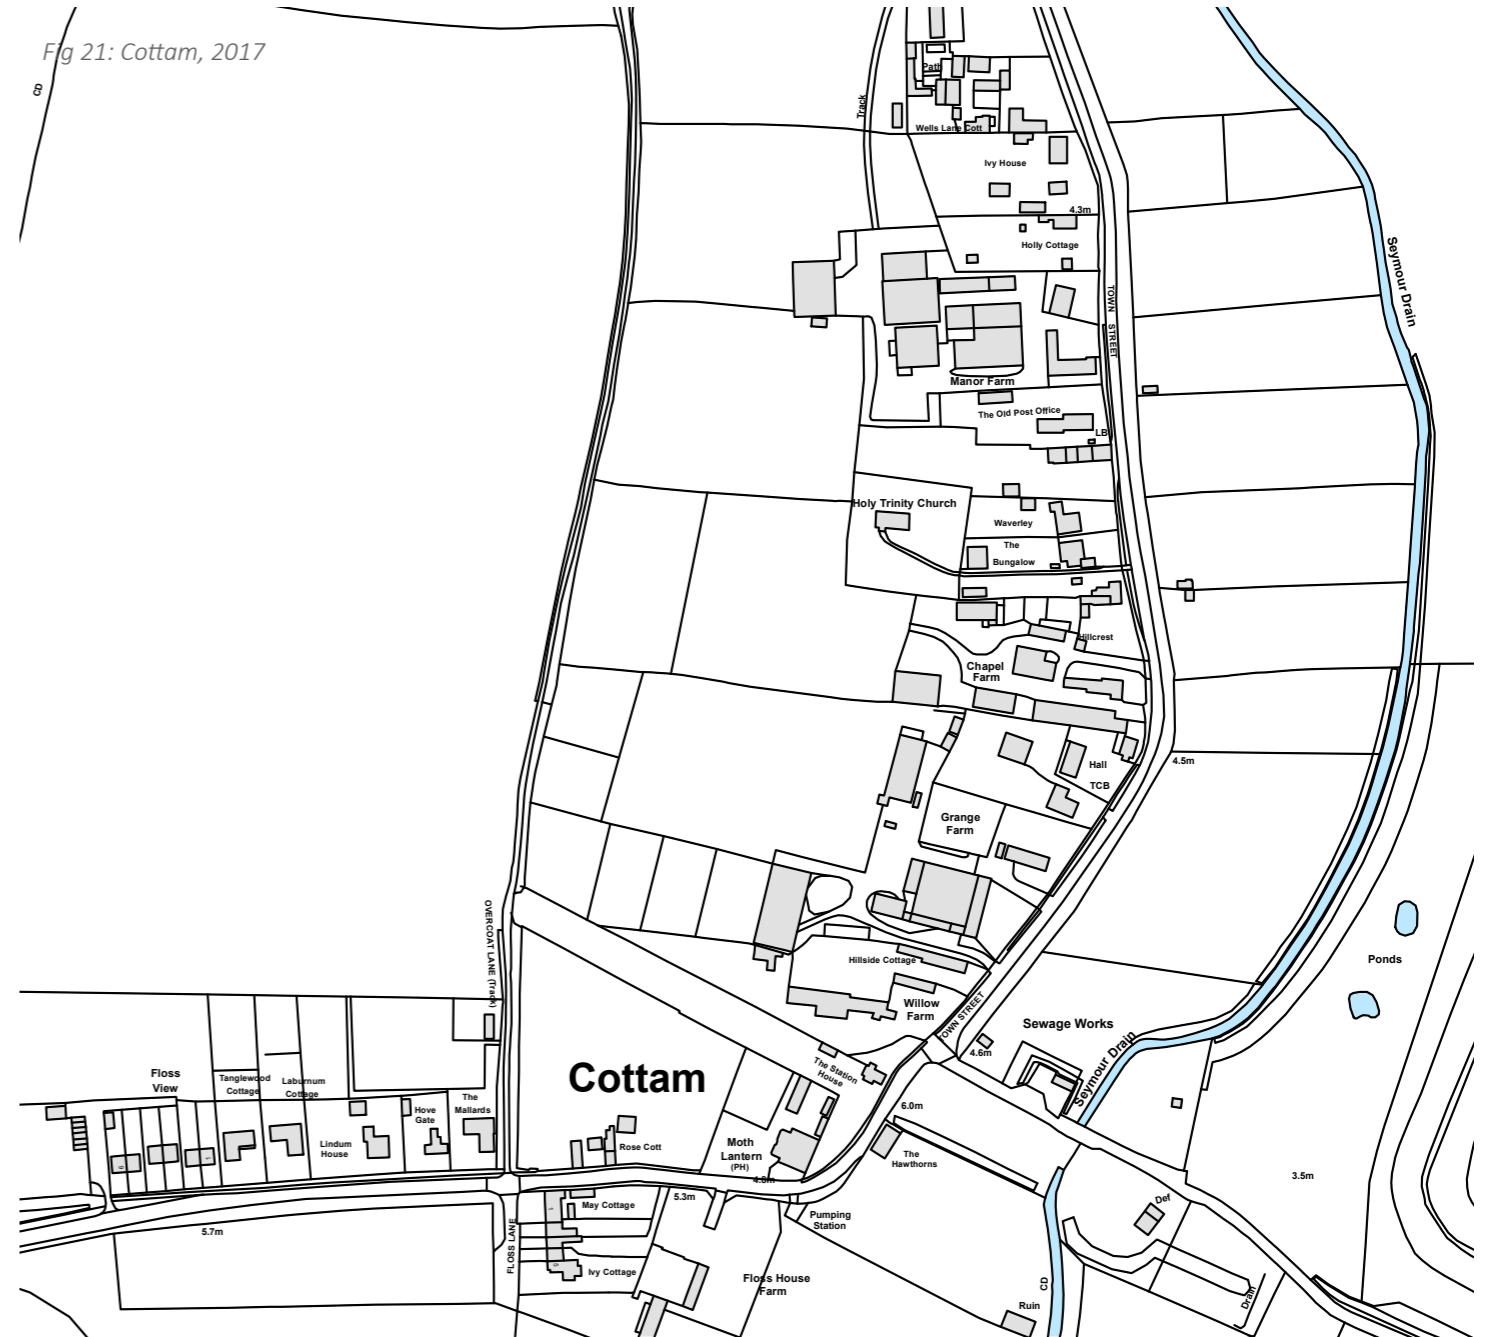 Fig 21: Cottam, 2017
CD
Track
Path
Wells Lane Cott
Ivy House
4.3m
Holly Cottage
Seymour Drain
TOWN STREET
Manor Farm
The Old Post Office
LB
Holy Trinity Church
Waverley
The
Bungalow
Hillcrest
Chapel
Farm
Hall
TCB
4.5m
Grange
Farm
OVERCOAT LANE (Track)
Hillside Cottage
Willow
Farm
TOWN STREET
Ponds
Sewage Works
4.6m
Seymour Drain
The Station
House
Cottam
Floss
View
Tanglewood
Cottage
Laburnum
Cottage
Lindum
House
Hove
Gate
The
Mallards
Rose Cott
Moth
Lantern
(PH)
4.8m
6.0m
The
Hawthorns
3.5m
Def
9
1
5.7m
FLOSS LANE
1
May Cottage
5.3m
Pumping
Station
5
Ivy Cottage
Floss House
Farm
CD
Ruin
Drain